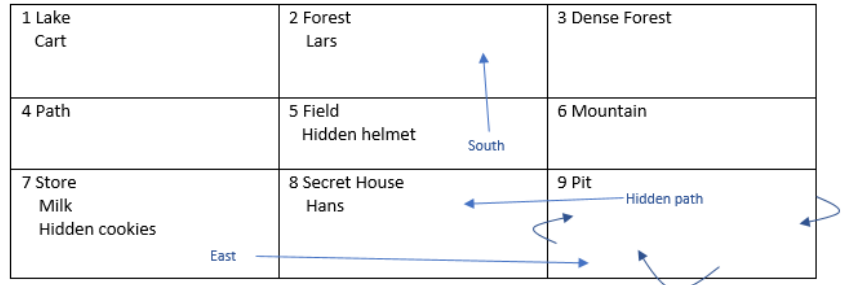 1 Lake
Cart
2 Forest
Lars
3 Dense Forest
4 Path
5 Field
Hidden helmet
South
6 Mountain
7 Store
Milk
Hidden cookies
East
8 Secret House
Hans
9 Pit
Hidden path